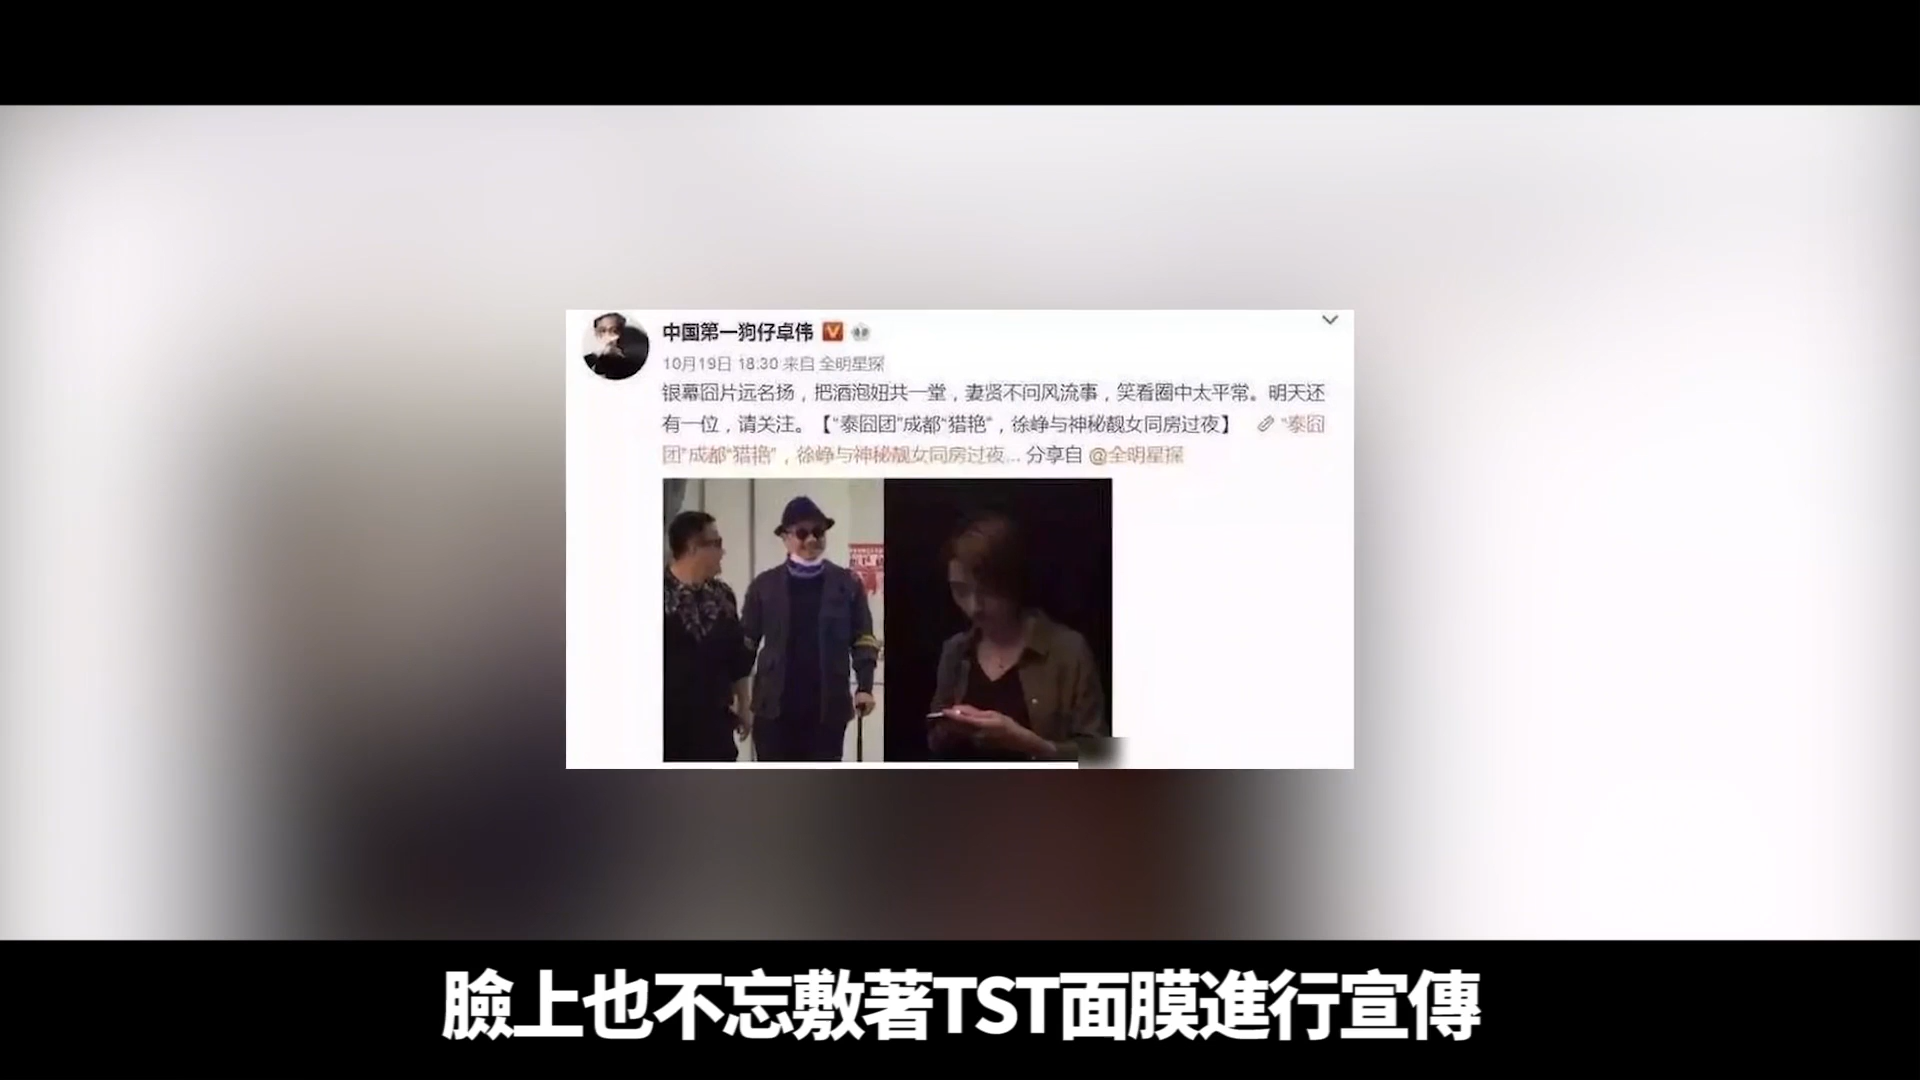 中国第一狗仔卓伟
10月19日 18:30 来自 全明星探
银幕囧片远名场，把酒泡妞共一堂，妻贤不问风流事，笑看圈中太平常。明天还
有一位，请关注。【“泰囧团”成都“猎艳”，徐峥与神秘靓女同房过夜】 “泰囧
团”成都“猎艳”，徐峥与神秘靓女同房过夜... 分享自 @全明星探
臉上也不忘敷著TST面膜進行宣傳